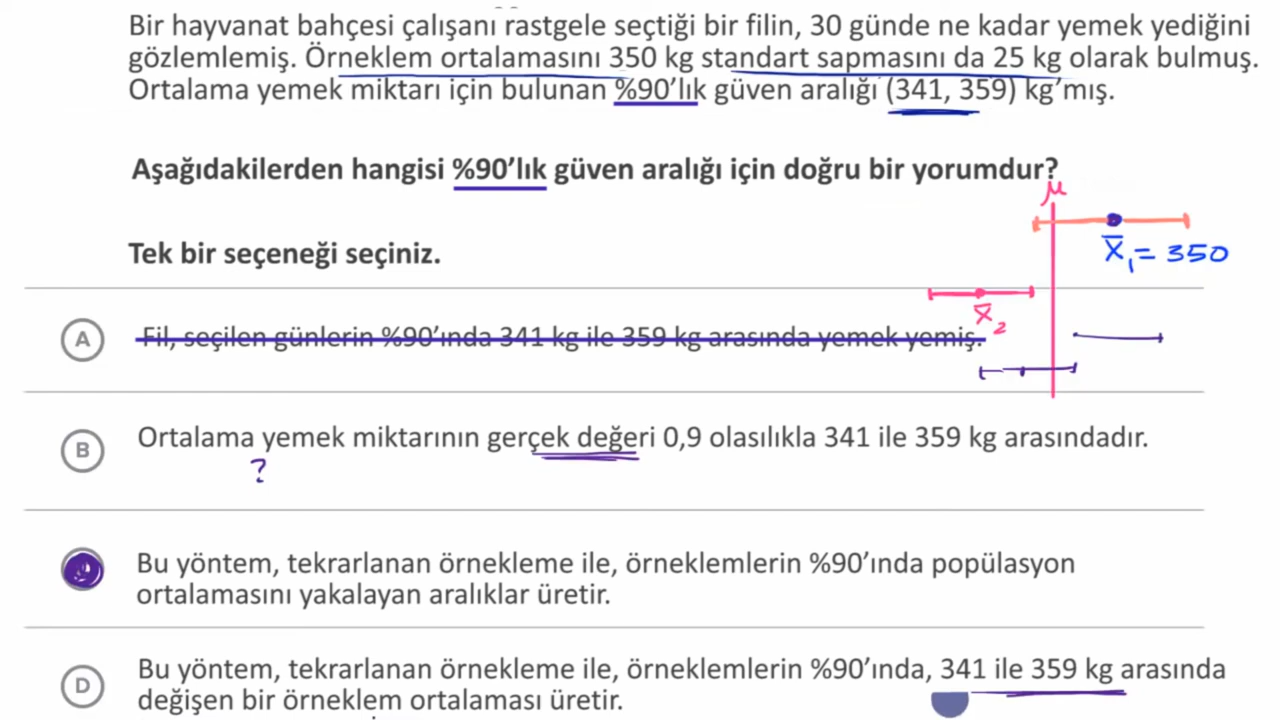 Bir hayvanat bahçesi çalışanı rastgele seçtiği bir filin, 30 günde ne kadar yemek yediğini
gözlemlemiş. Örneklem ortalamasını 350 kg standart sapmasını da 25 kg olarak bulmuş.
Ortalama yemek miktarı için bulunan %90'lık güven aralığı (341, 359) kg'mış.
Aşağıdakilerden hangisi %90'lık güven aralığı için doğru bir yorumdur?
μ
x̄₁ = 350
Tek bir seçeneği seçiniz.
x̄₂
A Fil, seçilen günlerin %90'ında 341 kg ile 359 kg arasında yemek yemiş.
B Ortalama yemek miktarının gerçek değeri 0,9 olasılıkla 341 ile 359 kg arasındadır.
?
Bu yöntem, tekrarlanan örnekleme ile, örneklemlerin %90'ında popülasyon
ortalamasını yakalayan aralıklar üretir.
D Bu yöntem, tekrarlanan örnekleme ile, örneklemlerin %90'ında, 341 ile 359 kg arasında
değişen bir örneklem ortalaması üretir.